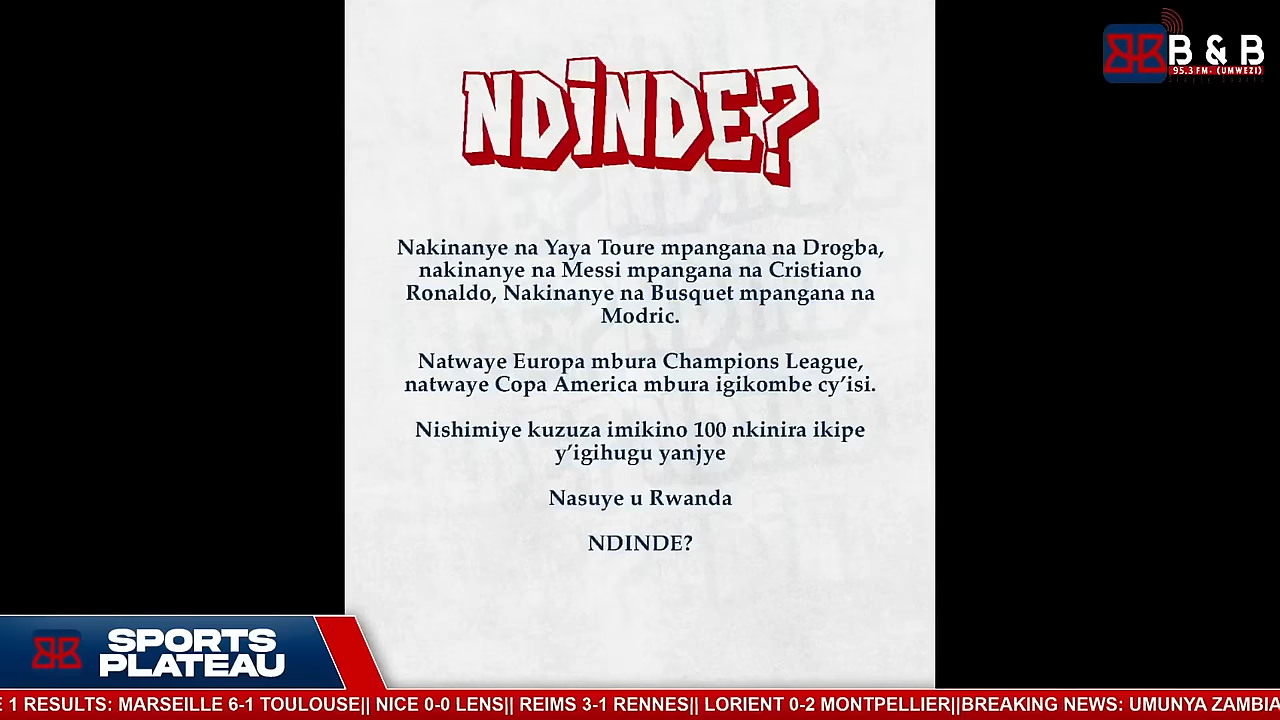 B & B
95.3 FM- (UMWEZI)
NDINDE?
Nakinanye na Yaya Toure mpangana na Drogba,
nakinanye na Messi mpangana na Cristiano
Ronaldo, Nakinanye na Busquet mpangana na
Modric.
Natwaye Europa mbura Champions League,
natwaye Copa America mbura igikombe cy’isi.
Nishimiye kuzuza imikino 100 nkinira ikipe
y’igihugu yanjye
Nasuye u Rwanda
NDINDE?
SPORTS
PLATEAU
E 1 RESULTS: MARSEILLE 6-1 TOULOUSE|| NICE 0-0 LENS|| REIMS 3-1 RENNES|| LORIENT 0-2 MONTPELLIER||BREAKING NEWS: UMUNYA ZAMBIA